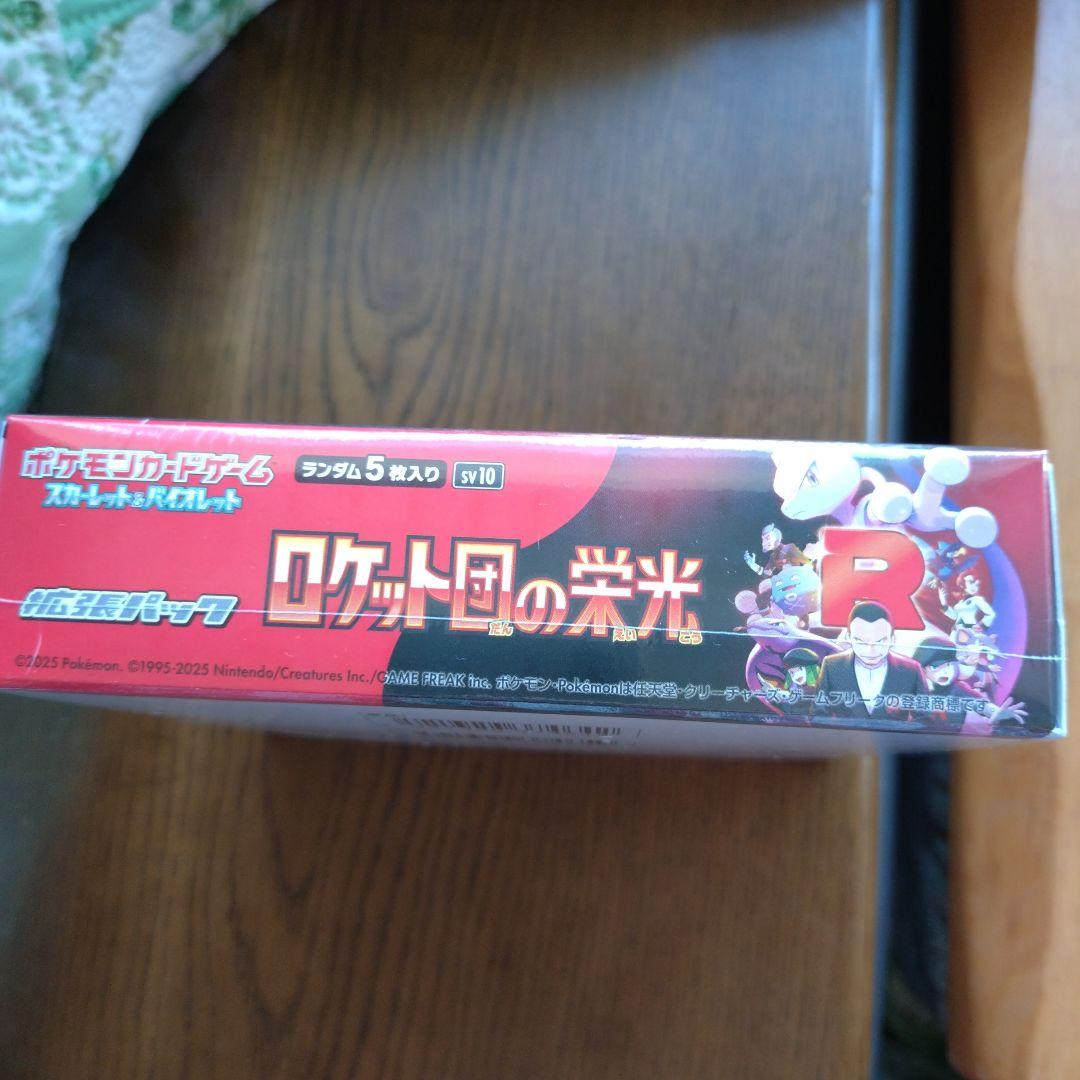 ポケモンカードゲーム
スカーレット&バイオレット
ランダム5枚入り
sv10
拡張パック
ロケット団の栄光
だん えい こう
R
©2025 Pokémon. ©1995-2025 Nintendo/Creatures Inc./GAME FREAK inc. ポケモン・Pokémonは任天堂・クリーチャーズ・ゲームフリークの登録商標です。